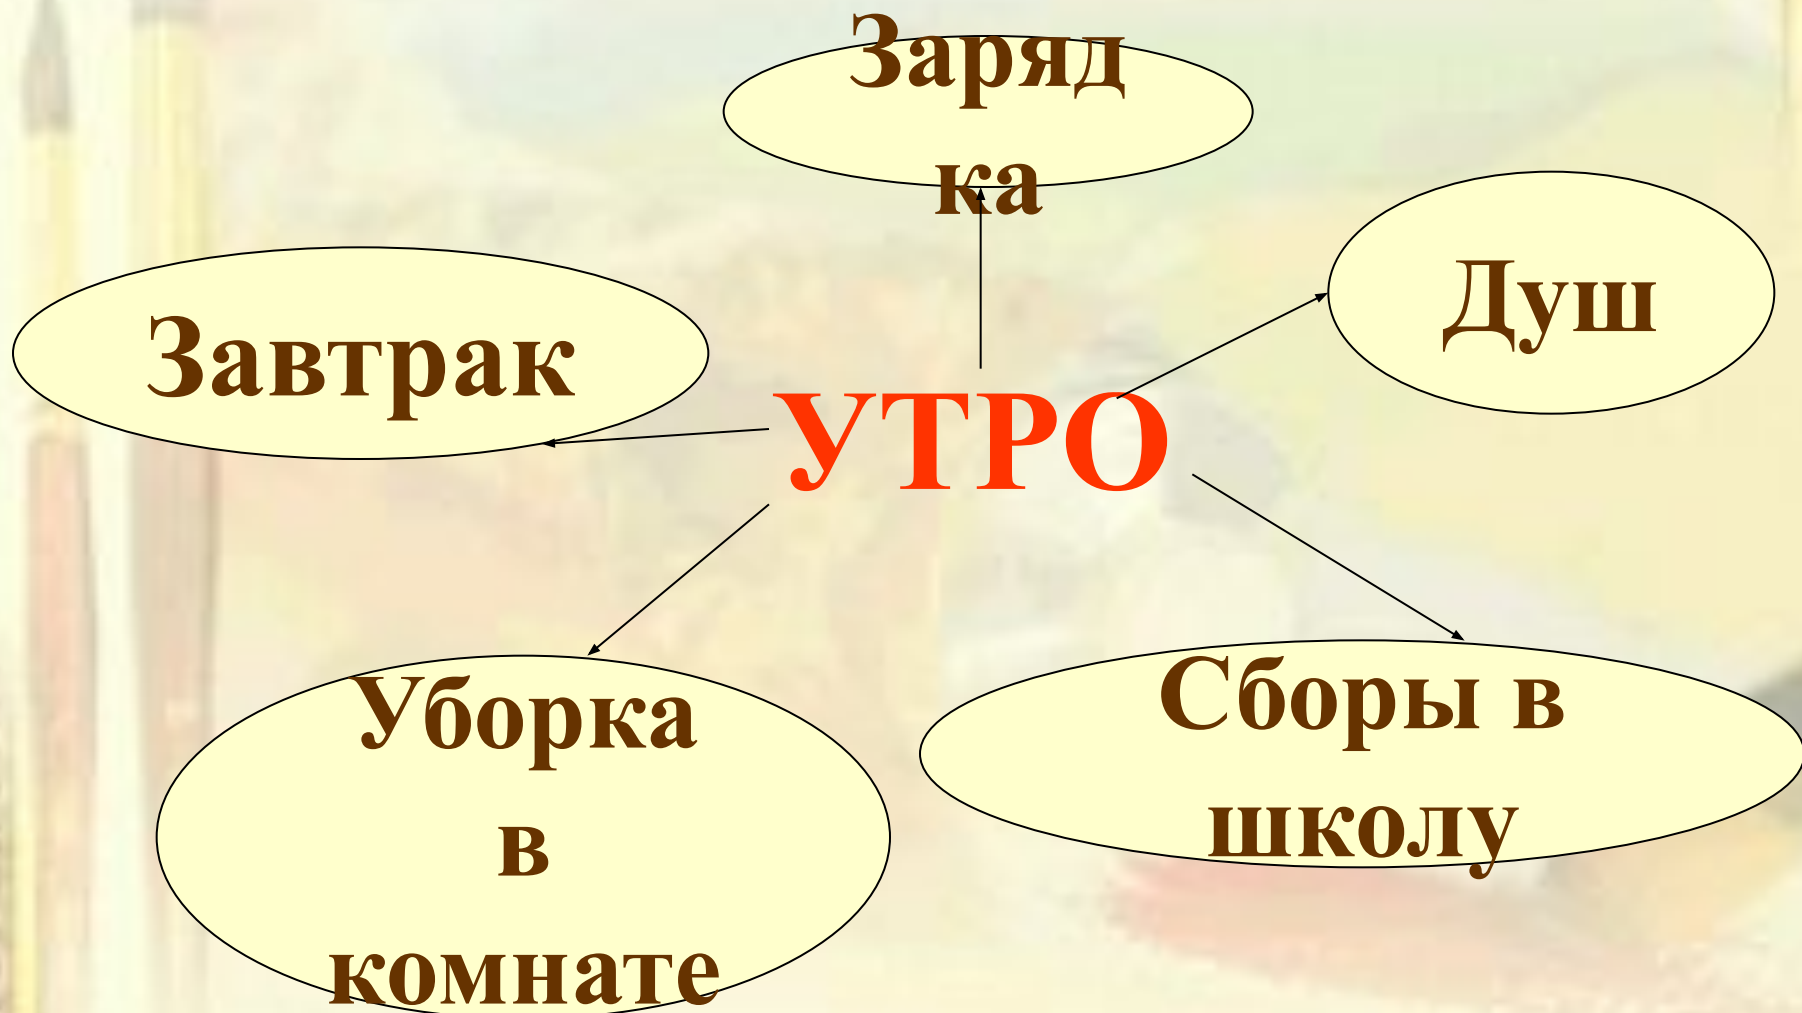 Заряд
ка
Душ
Завтрак
УТРО
Уборка
в
комнате
Сборы в
школу